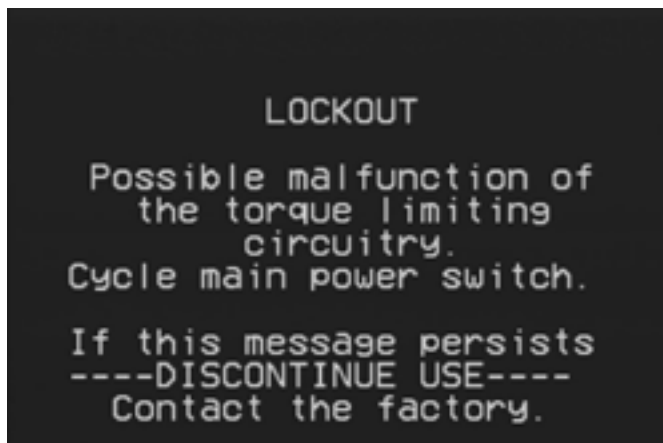 LOCKOUT
Possible malfunction of
the torque limiting
circuitry.
Cycle main power switch.
If this message persists
----DISCONTINUE USE----
Contact the factory.